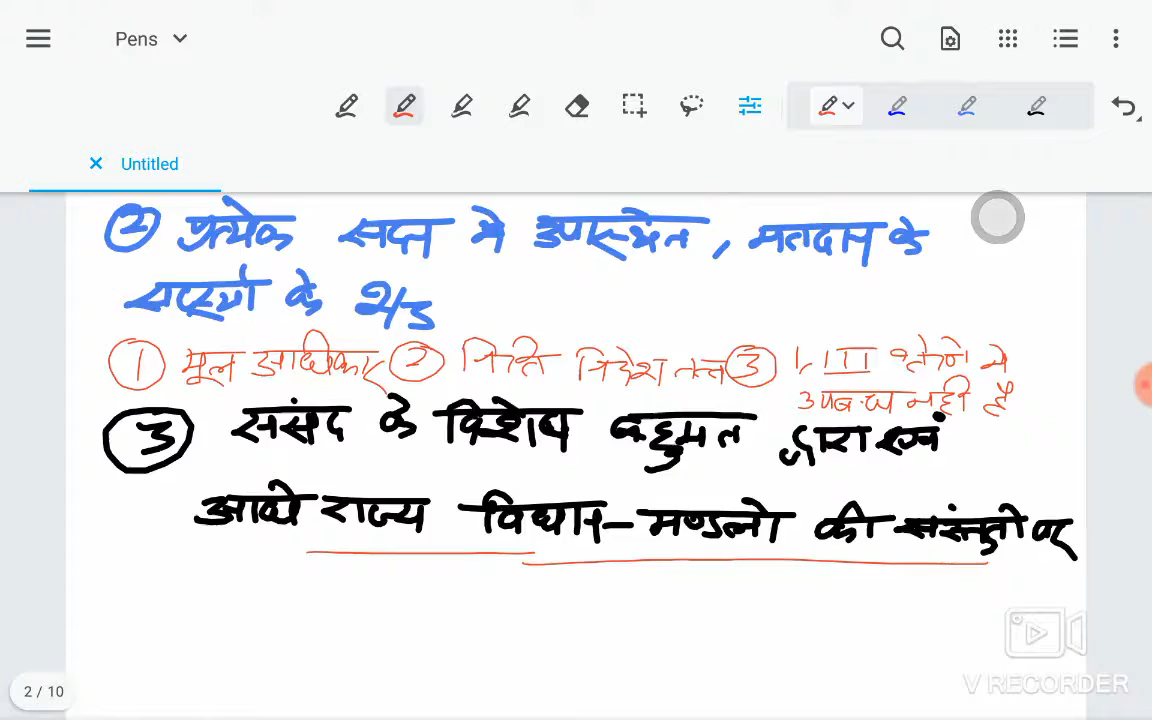 Pens
Untitled
② प्रत्येक सदन मे उपस्थित, मतदान के
सदस्यो के 2/3
① मूल अधिकार ② निति निदेश तत्व ③ I, III श्रेणी मे
उपबन्ध नही है
③ संसद के विशेष बहुमत द्वारा एवं
आधे राज्य विधान-मण्डलो की संस्तुती पर
2 / 10
V RECORDER